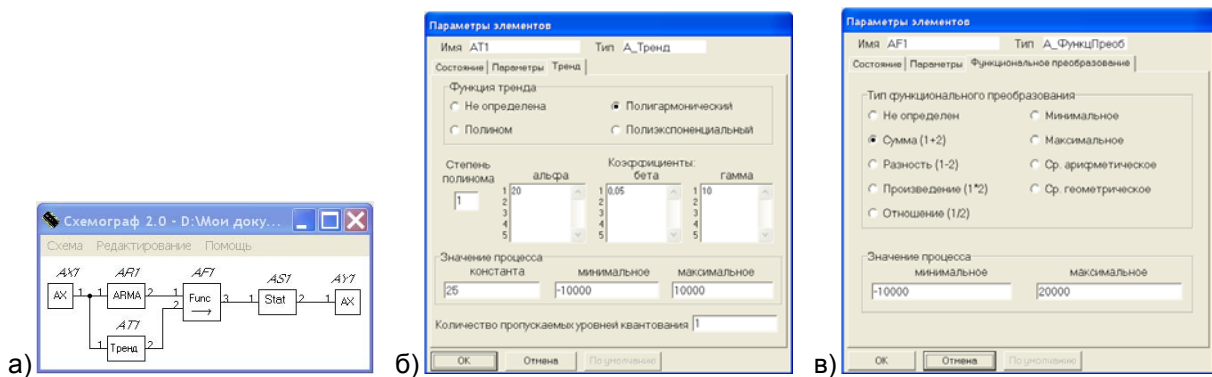 а)
Схемограф 2.0 - D:\Мои доку...
Схема Редактирование Помощь
AX1 AR1 AF1 AS1 AY1
AX 1 1 ARMA 2 1 2 Func 3 1 Stat 2 1 AX
AT1
1 Тренд 2
б)
Параметры элементов
Имя AT1 Тип А_Тренд
Состояние Параметры Тренд
Функция тренда
Не определена Полигармонический
Полином Полиэкспоненциальный
Степень полинома 1
Коэффициенты:
альфа бета гамма
1 20 1 0,05 1 10
2 2 2
3 3 3
4 4 4
5 5 5
Значение процесса
константа минимальное максимальное
25 -10000 10000
Количество пропускаемых уровней квантования 1
OK Отмена По умолчанию
в)
Параметры элементов
Имя AF1 Тип А_ФункцПреоб
Состояние Параметры Функциональное преобразование
Тип функционального преобразования
Не определен Минимальное
Сумма (1+2) Максимальное
Разность (1-2) Ср. арифметическое
Произведение (1*2) Ср. геометрическое
Отношение (1/2)
Значение процесса
минимальное максимальное
-10000 20000
OK Отмена По умолчанию